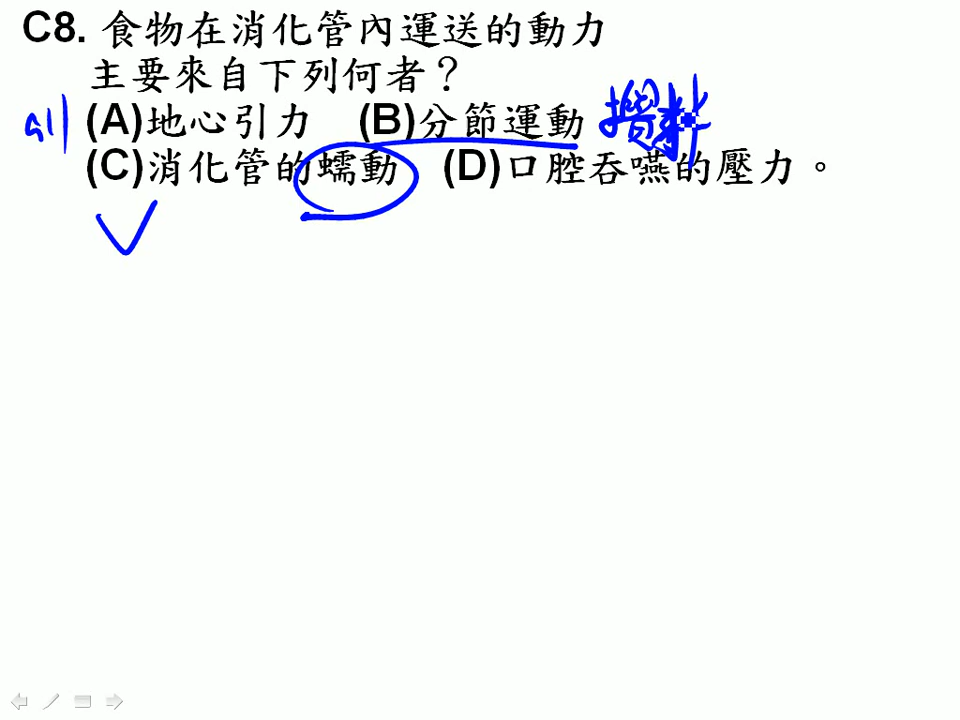 C8. 食物在消化管內運送的動力
主要來自下列何者？
(A)地心引力 (B)分節運動 攪拌
(C)消化管的蠕動 (D)口腔吞嚥的壓力。